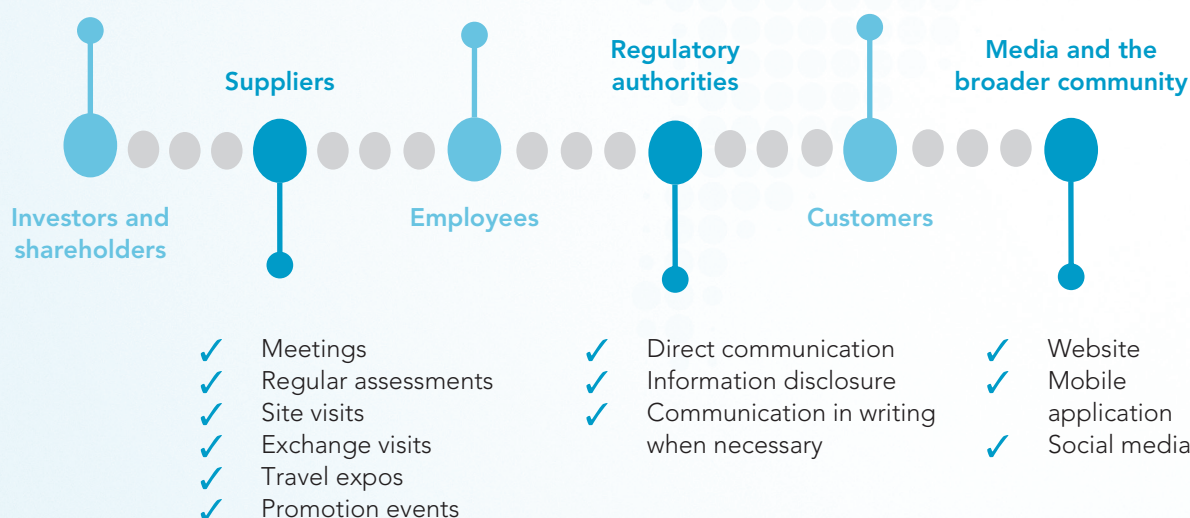 Suppliers
Regulatory
authorities
Media and the
broader community
Investors and
shareholders
Employees
Customers
Meetings
Regular assessments
Site visits
Exchange visits
Travel expos
Promotion events
Direct communication
Information disclosure
Communication in writing
when necessary
Website
Mobile
application
Social media